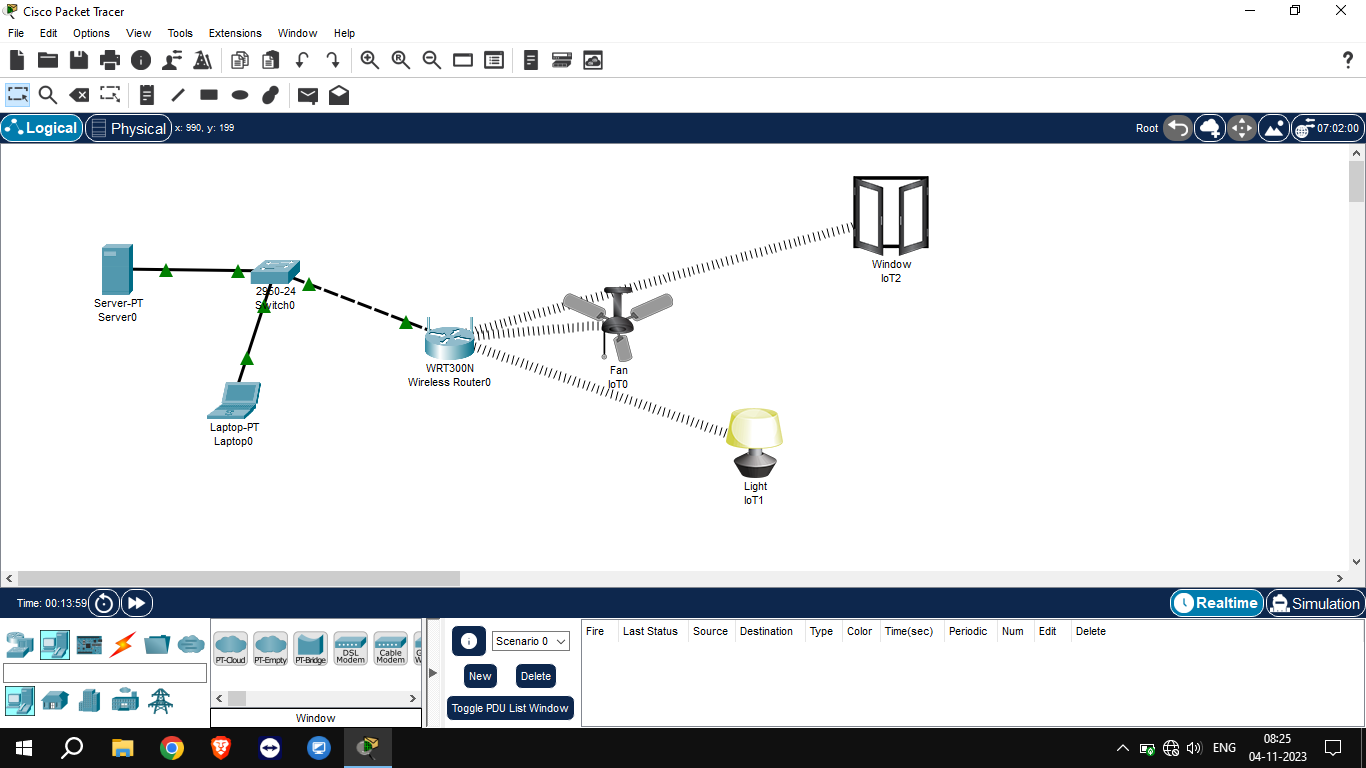 Cisco Packet Tracer
File Edit Options View Tools Extensions Window Help
Logical Physical x: 990, y: 199 Root 07:02:00
Server-PT
Server0
2950-24
Switch0
Laptop-PT
Laptop0
WRT300N
Wireless Router0
Fan
IoT0
Light
IoT1
Window
IoT2
Time: 00:13:59 Realtime Simulation
PT-Cloud PT-Empty PT-Bridge DSL Modem Cable Modem
Window
Scenario 0
New Delete
Toggle PDU List Window
Fire Last Status Source Destination Type Color Time(sec) Periodic Num Edit Delete
ENG
08:25
04-11-2023